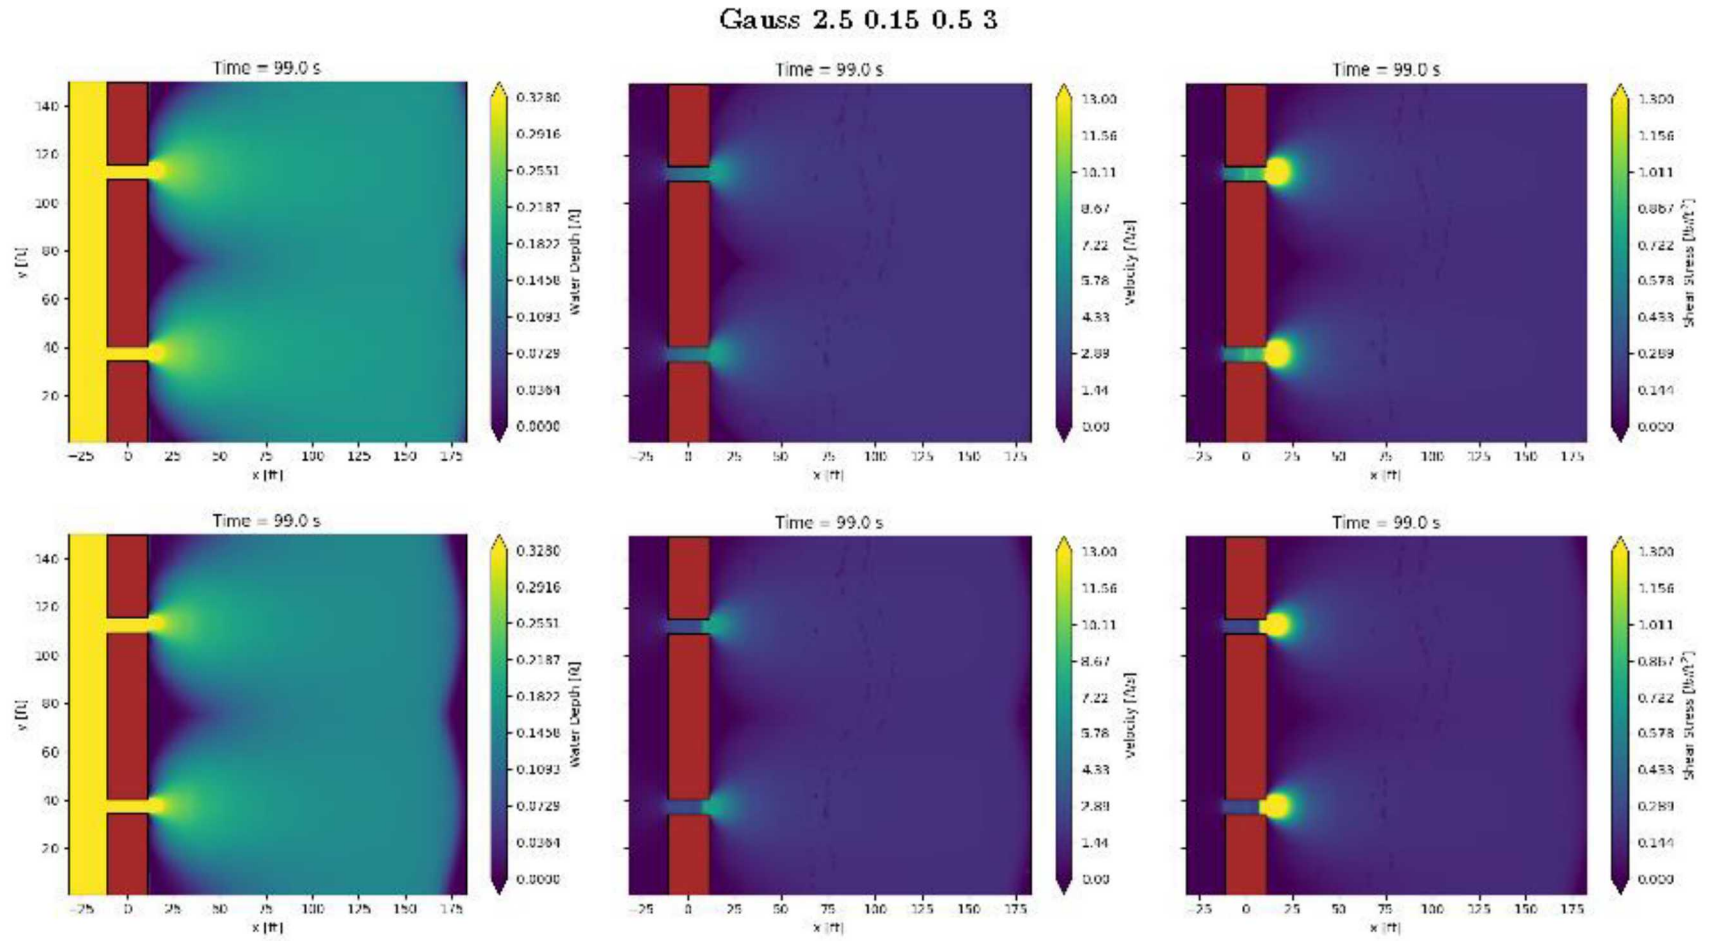 Gauss 2.5 0.15 0.5 3
Time = 99.0 s
y [ft]
140
120
100
80
60
40
20
−25 0 25 50 75 100 125 150 175
x [ft]
0.3280
0.2916
0.2551
0.2187
0.1822
0.1458
0.1093
0.0729
0.0364
0.0000
Water Depth [ft]
Time = 99.0 s
−25 0 25 50 75 100 125 150 175
x [ft]
13.00
11.56
10.11
8.67
7.22
5.78
4.33
2.89
1.44
0.00
Velocity [ft/s]
Time = 99.0 s
−25 0 25 50 75 100 125 150 175
x [ft]
1.300
1.156
1.011
0.867
0.722
0.578
0.433
0.289
0.144
0.000
Shear Stress [lb/ft²]
Time = 99.0 s
y [ft]
140
120
100
80
60
40
20
−25 0 25 50 75 100 125 150 175
x [ft]
0.3280
0.2916
0.2551
0.2187
0.1822
0.1458
0.1093
0.0729
0.0364
0.0000
Water Depth [ft]
Time = 99.0 s
−25 0 25 50 75 100 125 150 175
x [ft]
13.00
11.56
10.11
8.67
7.22
5.78
4.33
2.89
1.44
0.00
Velocity [ft/s]
Time = 99.0 s
−25 0 25 50 75 100 125 150 175
x [ft]
1.300
1.156
1.011
0.867
0.722
0.578
0.433
0.289
0.144
0.000
Shear Stress [lb/ft²]